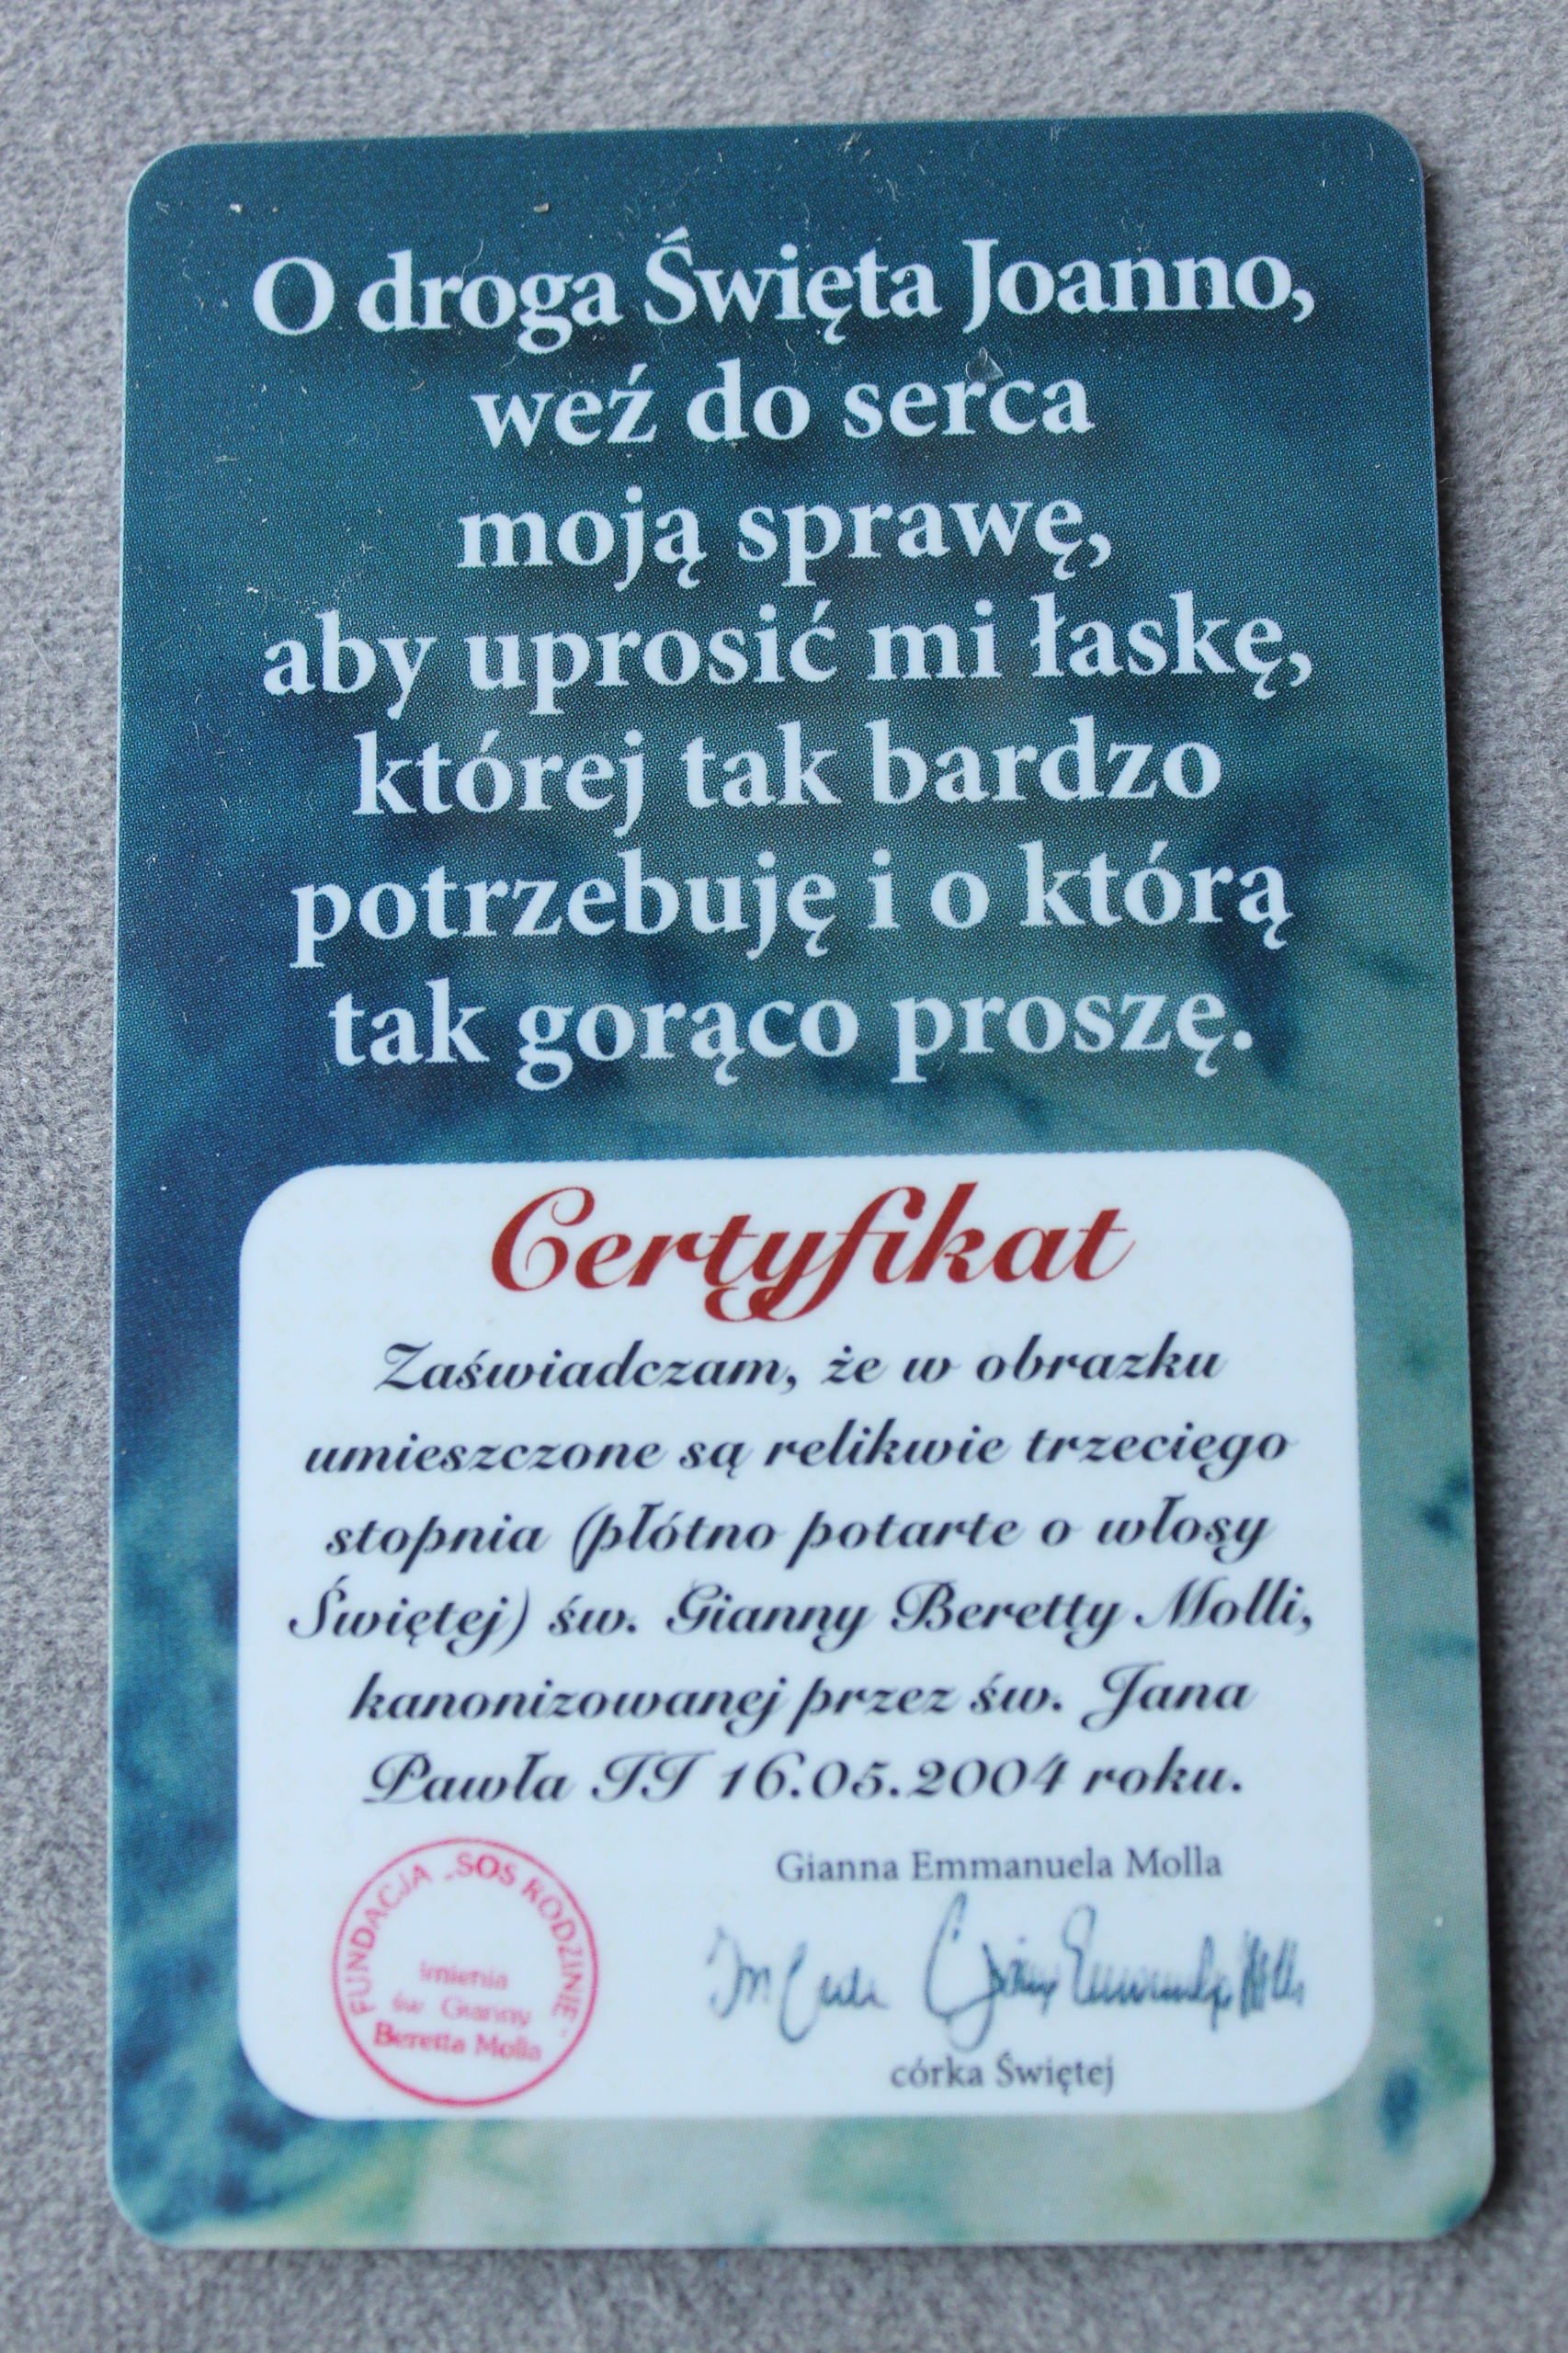 O droga Święta Joanno,
weź do serca
moją sprawę,
aby uprosić mi łaskę,
której tak bardzo
potrzebuję i o którą
tak gorąco proszę.
Certyfikat
Zaświadczam, że w obrazku
umieszczone są relikwie trzeciego
stopnia (płótno potarte o włosy
Świętej) św. Gianny Beretty Molli,
kanonizowanej przez św. Jana
Pawła II 16.05.2004 roku.
FUNDACJA „SOS RODZINIE”
imienia
św Gianny
Beretta Molla
Gianna Emmanuela Molla
Gianna Emanuela Molla
córka Świętej